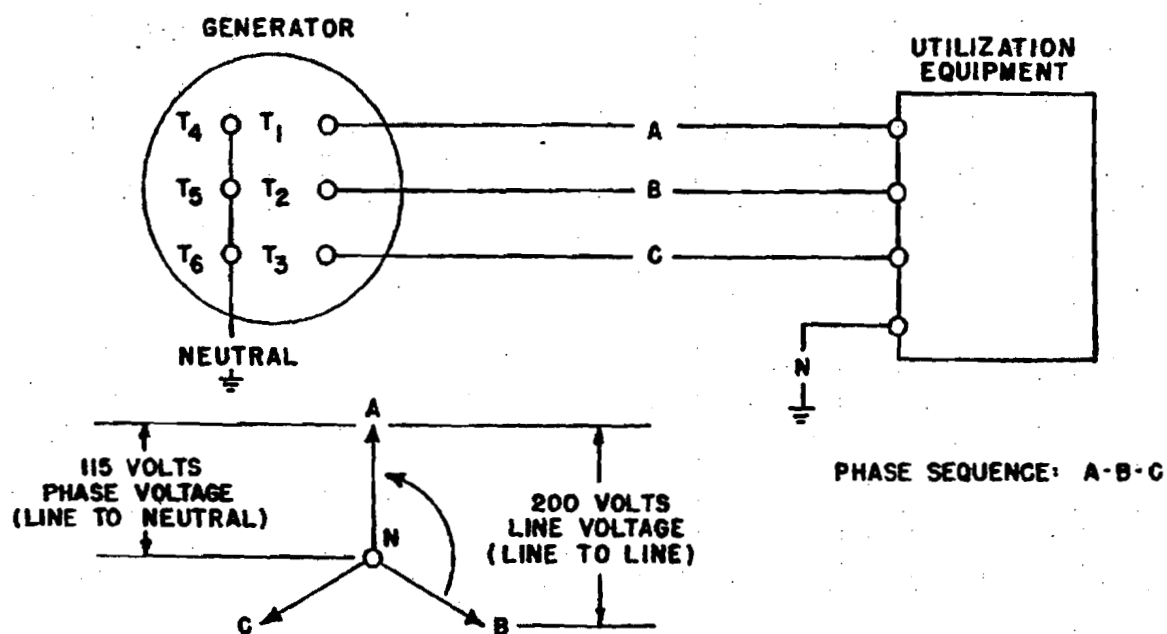 GENERATOR
UTILIZATION
EQUIPMENT
T4 T1
A
T5 T2
B
T6 T3
C
NEUTRAL
N
A
115 VOLTS
PHASE VOLTAGE
(LINE TO NEUTRAL)
200 VOLTS
LINE VOLTAGE
(LINE TO LINE)
PHASE SEQUENCE: A-B-C
N
C
B